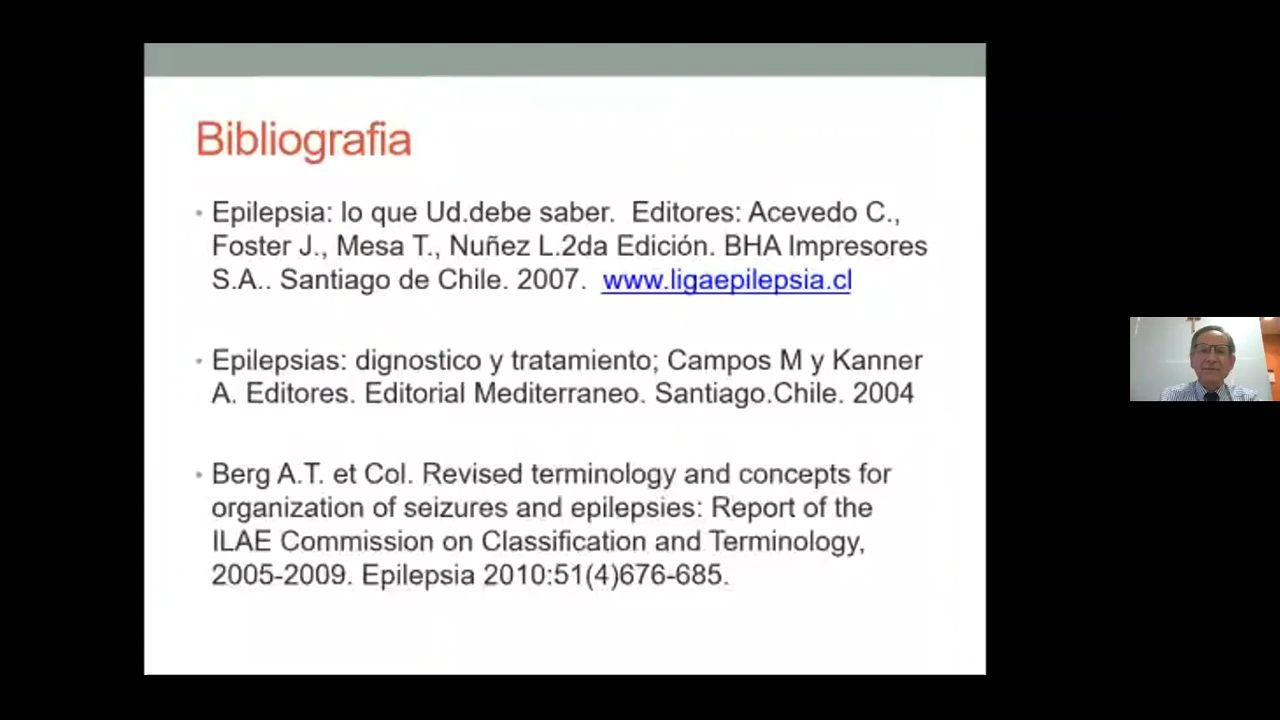 Bibliografia
• Epilepsia: lo que Ud.debe saber. Editores: Acevedo C.,
Foster J., Mesa T., Nuñez L.2da Edición. BHA Impresores
S.A.. Santiago de Chile. 2007. www.ligaepilepsia.cl
• Epilepsias: dignostico y tratamiento; Campos M y Kanner
A. Editores. Editorial Mediterraneo. Santiago.Chile. 2004
• Berg A.T. et Col. Revised terminology and concepts for
organization of seizures and epilepsies: Report of the
ILAE Commission on Classification and Terminology,
2005-2009. Epilepsia 2010:51(4)676-685.